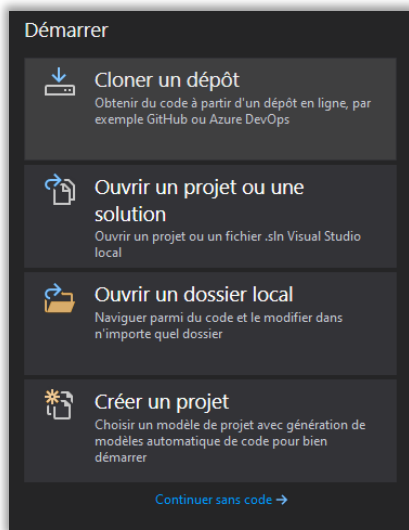 Démarrer
Cloner un dépôt
Obtenir du code à partir d'un dépôt en ligne, par
exemple GitHub ou Azure DevOps
Ouvrir un projet ou une
solution
Ouvrir un projet ou un fichier .sln Visual Studio
local
Ouvrir un dossier local
Naviguer parmi du code et le modifier dans
n'importe quel dossier
Créer un projet
Choisir un modèle de projet avec génération de
modèles automatique de code pour bien
démarrer
Continuer sans code →